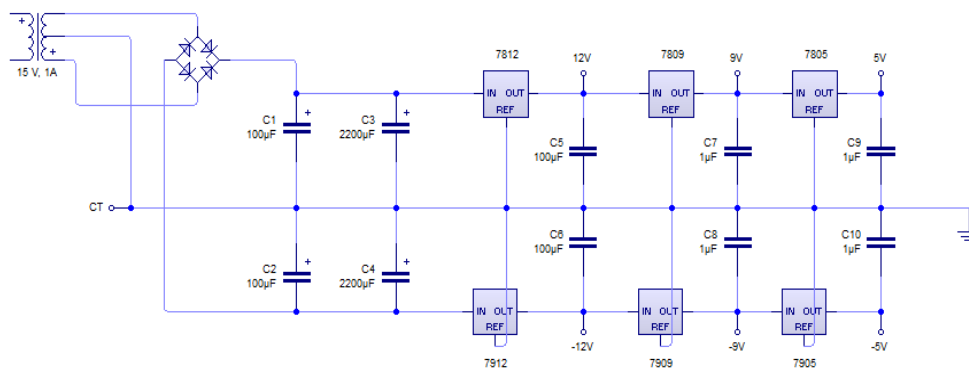 15 V, 1A
7812
12V
7809
9V
7805
5V
IN OUT
REF
IN OUT
REF
IN OUT
REF
C1
100µF
C3
2200µF
C5
100µF
C7
1µF
C9
1µF
CT
C2
100µF
C4
2200µF
C6
100µF
C8
1µF
C10
1µF
IN OUT
REF
IN OUT
REF
IN OUT
REF
7912
-12V
7909
-9V
7905
-5V